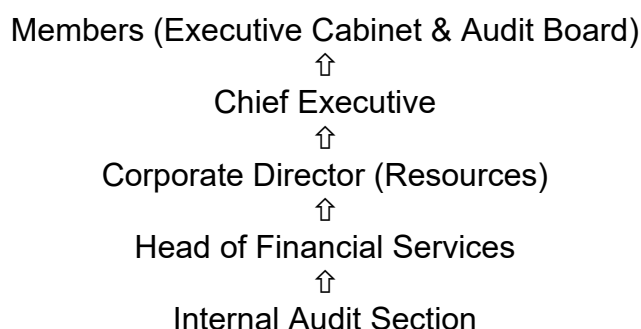 Members (Executive Cabinet & Audit Board)
⇧
Chief Executive
⇧
Corporate Director (Resources)
⇧
Head of Financial Services
⇧
Internal Audit Section